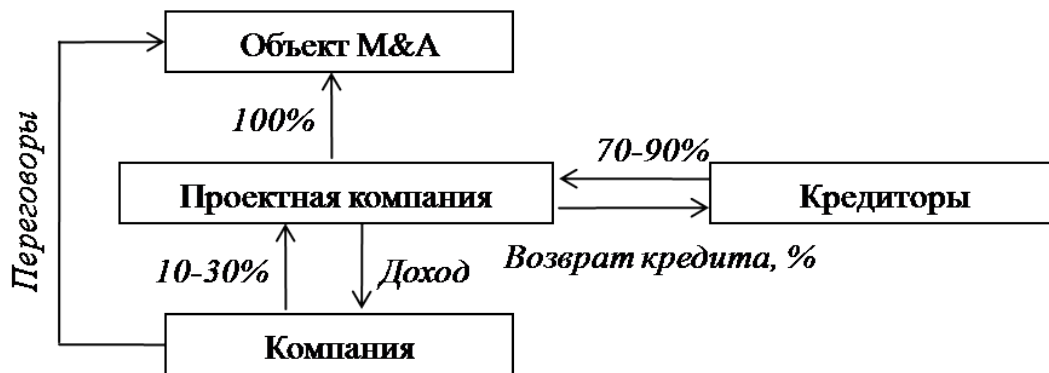 Объект M&A
Переговоры
100%
70-90%
Проектная компания
Кредиторы
10-30%
Доход
Возврат кредита, %
Компания